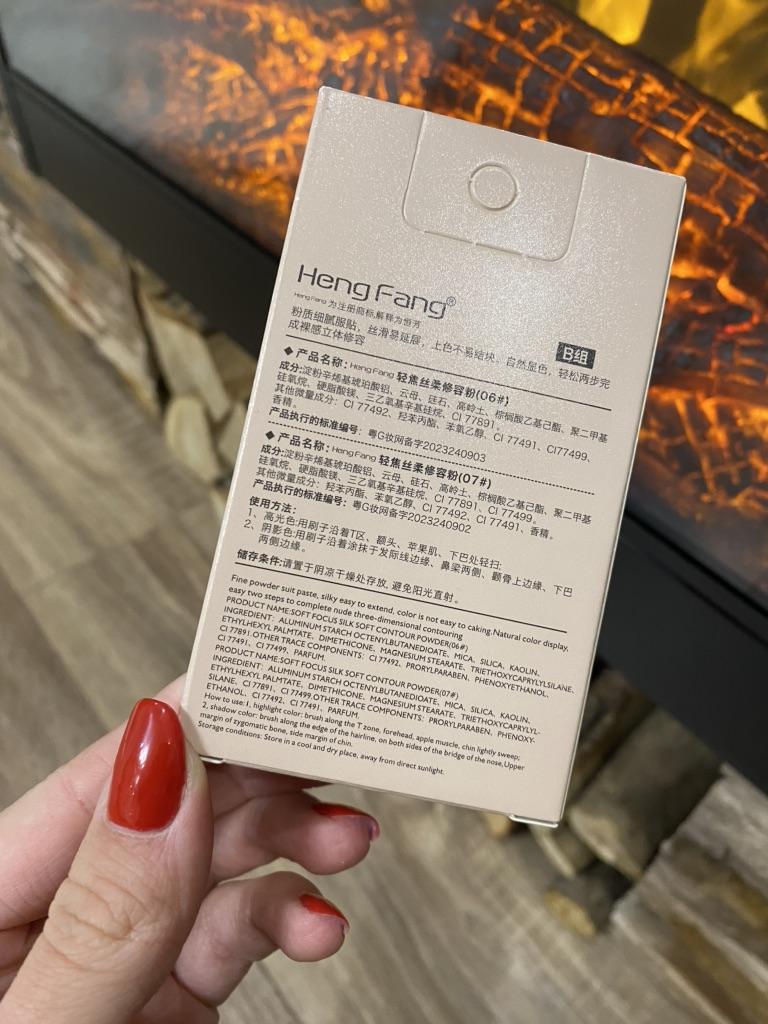 Heng Fang®
Heng Fang 为注册商标,解释为恒河
粉质细腻服贴，丝滑易延展，上色不易结块。自然显色，轻松两步完
成裸感立体修容
B组
◆ 产品名称：Heng Fang 轻焦丝柔修容粉(06#)
成分:淀粉辛烯基琥珀酸铝、云母、硅石、高岭土、棕榈酸乙基己酯、聚二甲基
硅氧烷、硬脂酸镁、三乙氧基辛基硅烷、CI 77891。
其他微量成分：CI 77492、羟苯丙酯、苯氧乙醇、CI 77491、CI77499、
香精。
产品执行的标准编号：粤G妆网备字2023240903
◆ 产品名称：Heng Fang 轻焦丝柔修容粉(07#)
成分:淀粉辛烯基琥珀酸铝、云母、硅石、高岭土、棕榈酸乙基己酯、聚二甲基
硅氧烷、硬脂酸镁、三乙氧基辛基硅烷、CI 77891、CI 77499。
其他微量成分：羟苯丙酯、苯氧乙醇、CI 77492、CI 77491、香精。
产品执行的标准编号：粤G妆网备字2023240902
使用方法：
1、高光色:用刷子沿着T区、额头、苹果肌、下巴处轻扫;
2、阴影色:用刷子沿着涂抹于发际线边缘、鼻梁两侧、颧骨上边缘、下巴
两侧边缘。
储存条件:请置于阴凉干燥处存放,避免阳光直射。
Fine powder suit paste, silky easy to extend, color is not easy to caking.Natural color display,
easy two steps to complete nude three-dimensional contouring
PRODUCT NAME:SOFT FOCUS SILK SOFT CONTOUR POWDER(06#)
INGREDIENT: ALUMINUM STARCH OCTENYLBUTANEDIOATE, MICA, SILICA, KAOLIN,
ETHYLHEXYL PALMTATE, DIMETHICONE, MAGNESIUM STEARATE, TRIETHOXYCAPRYLYLSILANE,
CI 77891.OTHER TRACE COMPONENTS: CI 77492, PRORYLPARABEN, PHENOXYETHANOL,
CI 77491, CI 77499, PARFUM.
PRODUCT NAME:SOFT FOCUS SILK SOFT CONTOUR POWDER(07#)
INGREDIENT: ALUMINUM STARCH OCTENYLBUTANEDIOATE, MICA, SILICA, KAOLIN,
ETHYLHEXYL PALMTATE, DIMETHICONE, MAGNESIUM STEARATE, TRIETHOXYCAPRYLYL-
SILANE, CI 77891, CI 77499.OTHER TRACE COMPONENTS: PRORYLPARABEN, PHENOXY-
ETHANOL, CI 77492, CI 77491, PARFUM.
How to use:1, highlight color: brush along the T zone, forehead, apple muscle, chin lightly sweep;
2, shadow color: brush along the edge of the hairline, on both sides of the bridge of the nose,Upper
margin of zygomatic bone, side margin of chin.
Storage conditions: Store in a cool and dry place, away from direct sunlight.